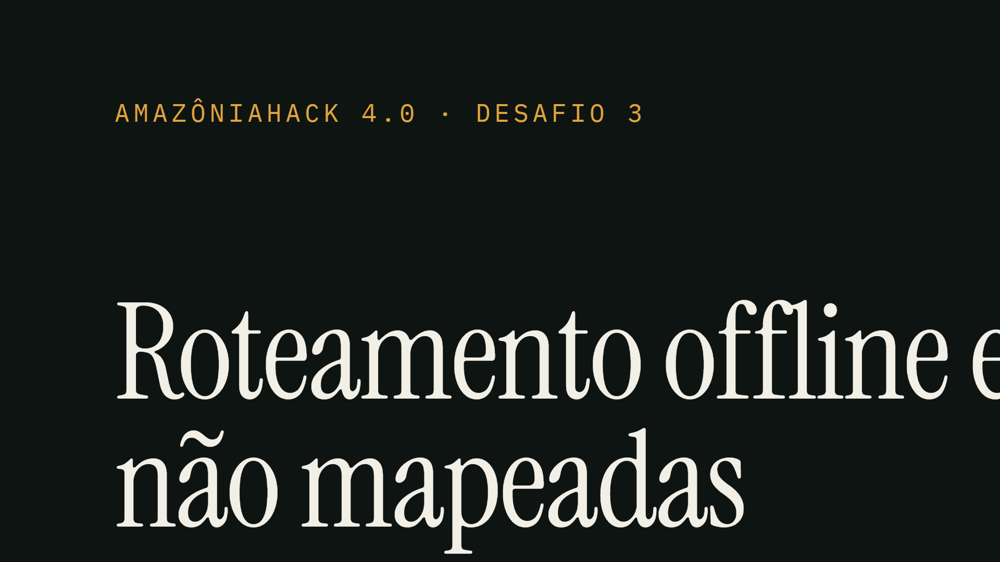 AMAZÔNIAHACK 4.0 · DESAFIO 3
Roteamento offline
não mapeadas